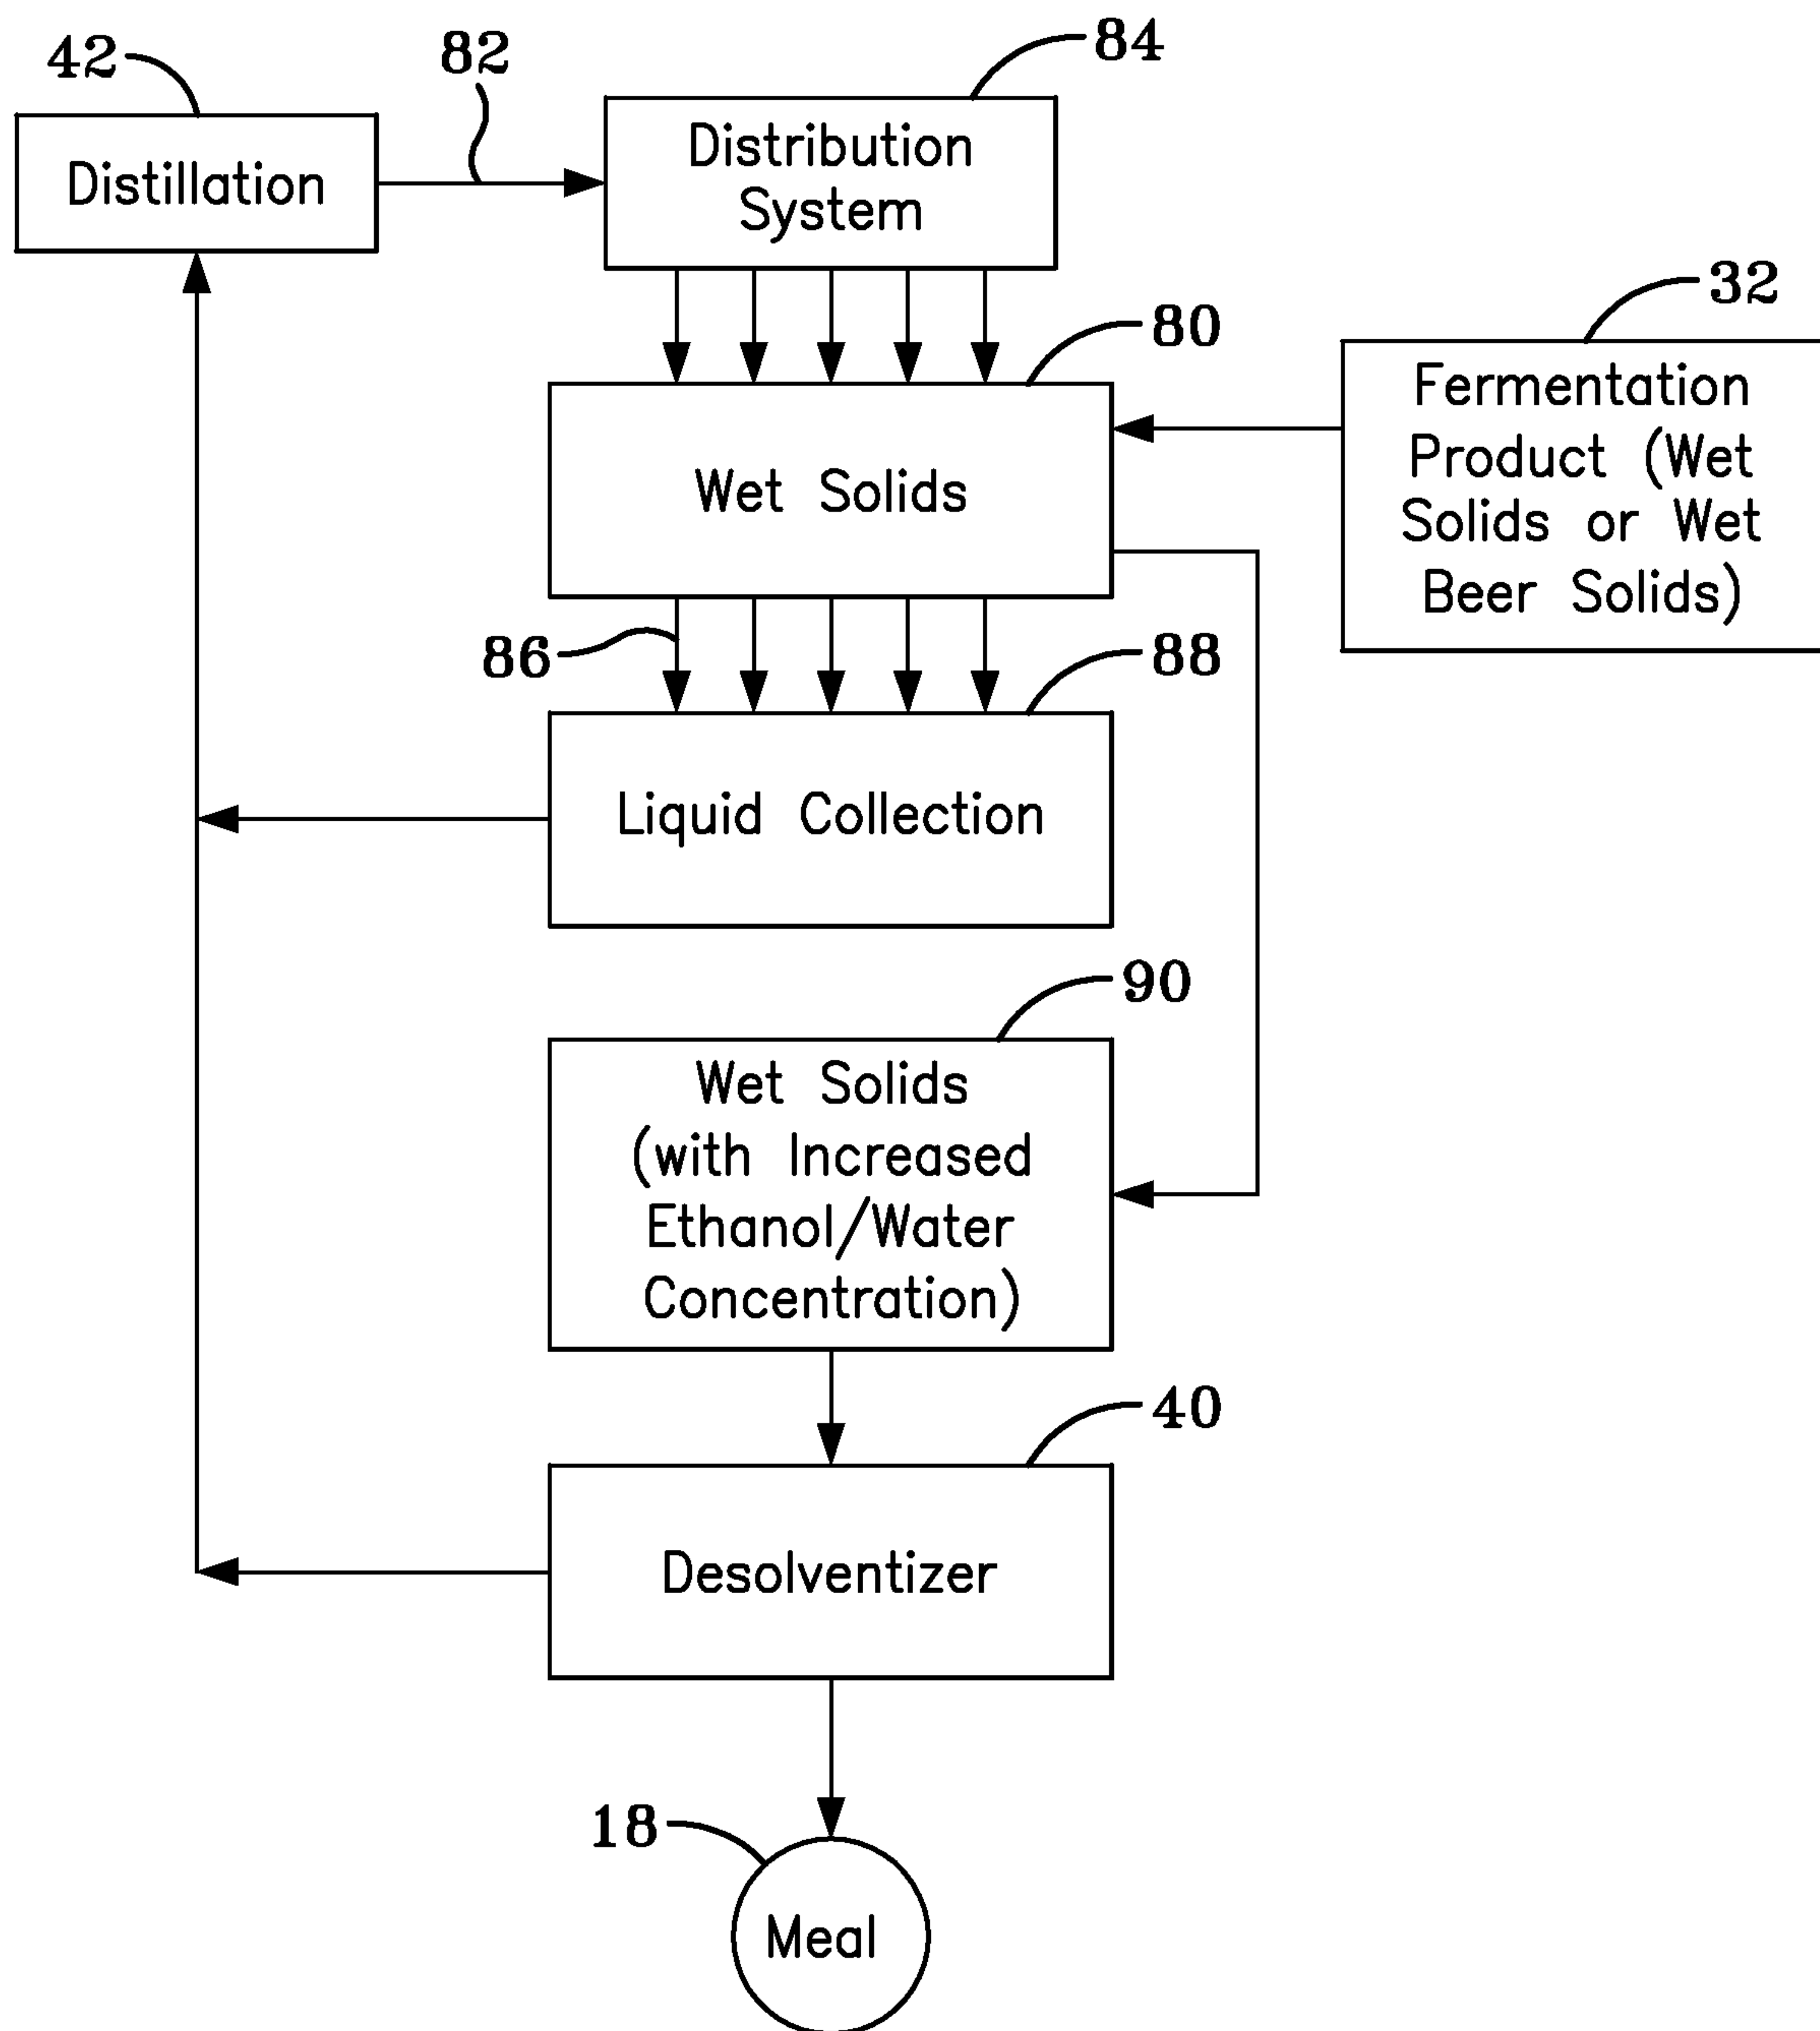 42
82
84
Distillation
Distribution
System
80
32
Wet Solids
Fermentation
Product (Wet
Solids or Wet
Beer Solids)
86
88
Liquid Collection
90
Wet Solids
(with Increased
Ethanol/Water
Concentration)
40
Desolventizer
18
Meal